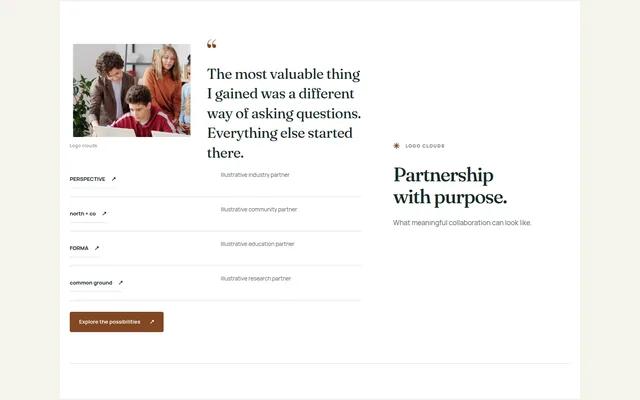 “
The most valuable thing
I gained was a different
way of asking questions.
Everything else started
there.
Logo clouds
PERSPECTIVE ↗
Illustrative industry partner
north + co ↗
Illustrative community partner
FORMA ↗
Illustrative education partner
common ground ↗
Illustrative research partner
Explore the possibilities ↗
LOGO CLOUDS
Partnership
with purpose.
What meaningful collaboration can look like.